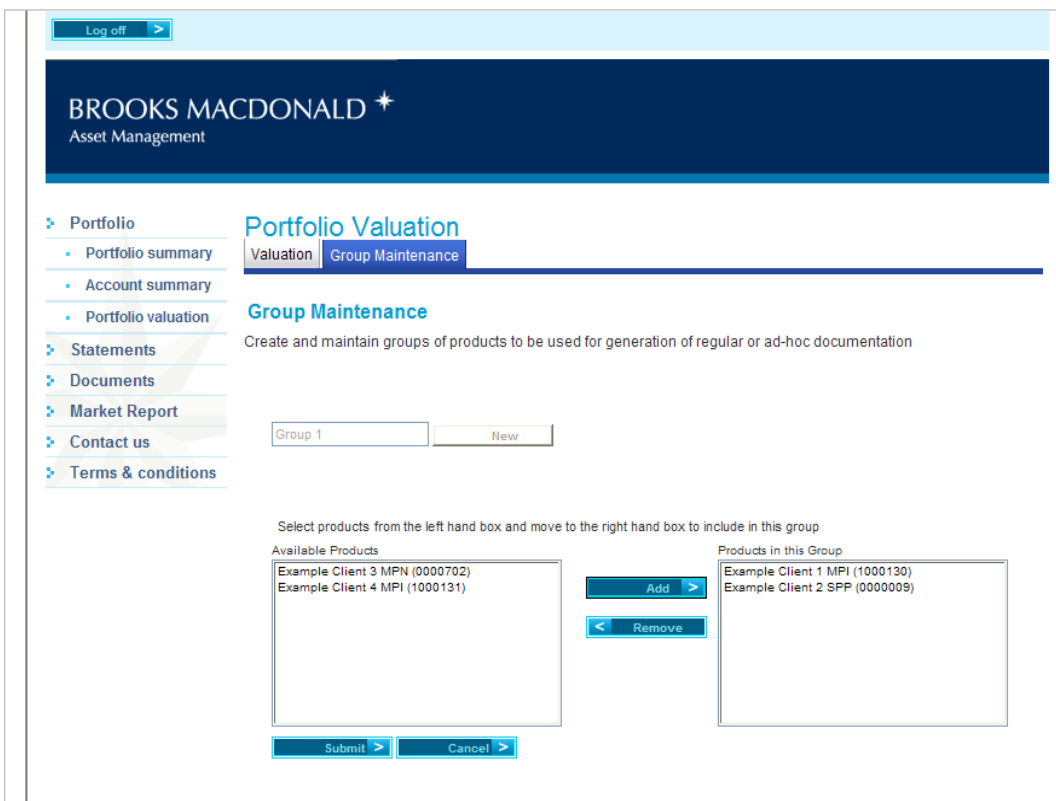 Log off >
BROOKS MACDONALD
Asset Management
Portfolio
Portfolio summary
Account summary
Portfolio valuation
Statements
Documents
Market Report
Contact us
Terms & conditions
Portfolio Valuation
Valuation Group Maintenance
Group Maintenance
Create and maintain groups of products to be used for generation of regular or ad-hoc documentation
Group 1 New
Select products from the left hand box and move to the right hand box to include in this group
Available Products Products in this Group
Example Client 3 MPN (0000702) Example Client 1 MPI (1000130)
Example Client 4 MPI (1000131) Add > Example Client 2 SPP (0000009)
< Remove
Submit > Cancel >